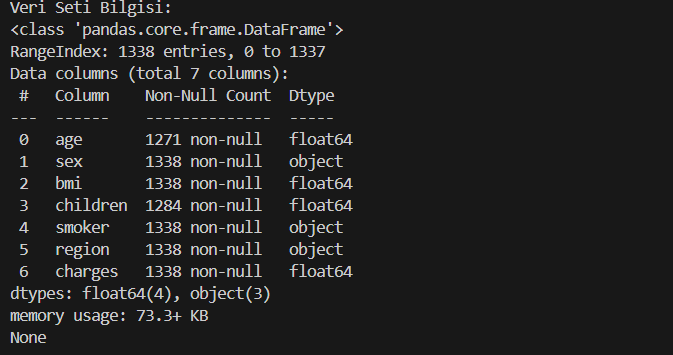 Veri Seti Bilgisi:
<class 'pandas.core.frame.DataFrame'>
RangeIndex: 1338 entries, 0 to 1337
Data columns (total 7 columns):
 #   Column    Non-Null Count  Dtype
---  ------    --------------  -----
 0   age       1271 non-null   float64
 1   sex       1338 non-null   object
 2   bmi       1338 non-null   float64
 3   children  1284 non-null   float64
 4   smoker    1338 non-null   object
 5   region    1338 non-null   object
 6   charges   1338 non-null   float64
dtypes: float64(4), object(3)
memory usage: 73.3+ KB
None